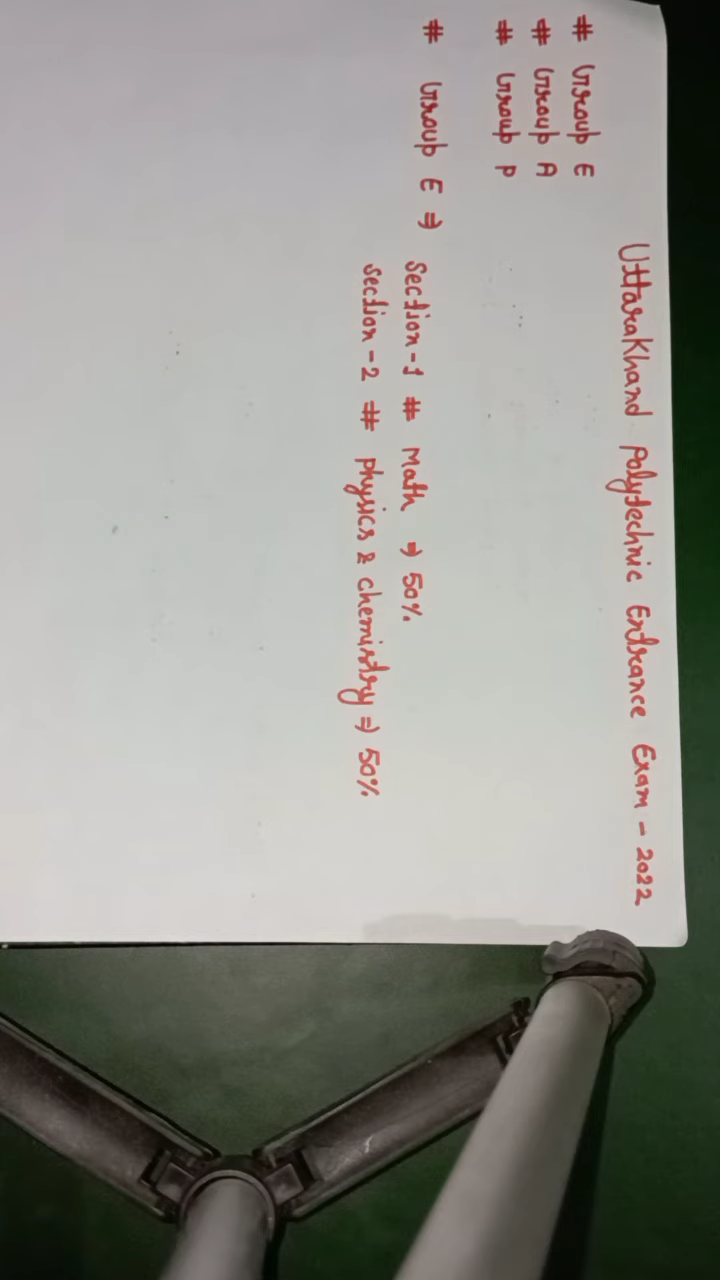 Uttarakhand Polytechnic Entrance Exam - 2022
# Group E
# Group A
# Group P
# Group E ⇒ Section-1 # Math ⇒ 50%
Section-2 # Physics & chemistry ⇒ 50%